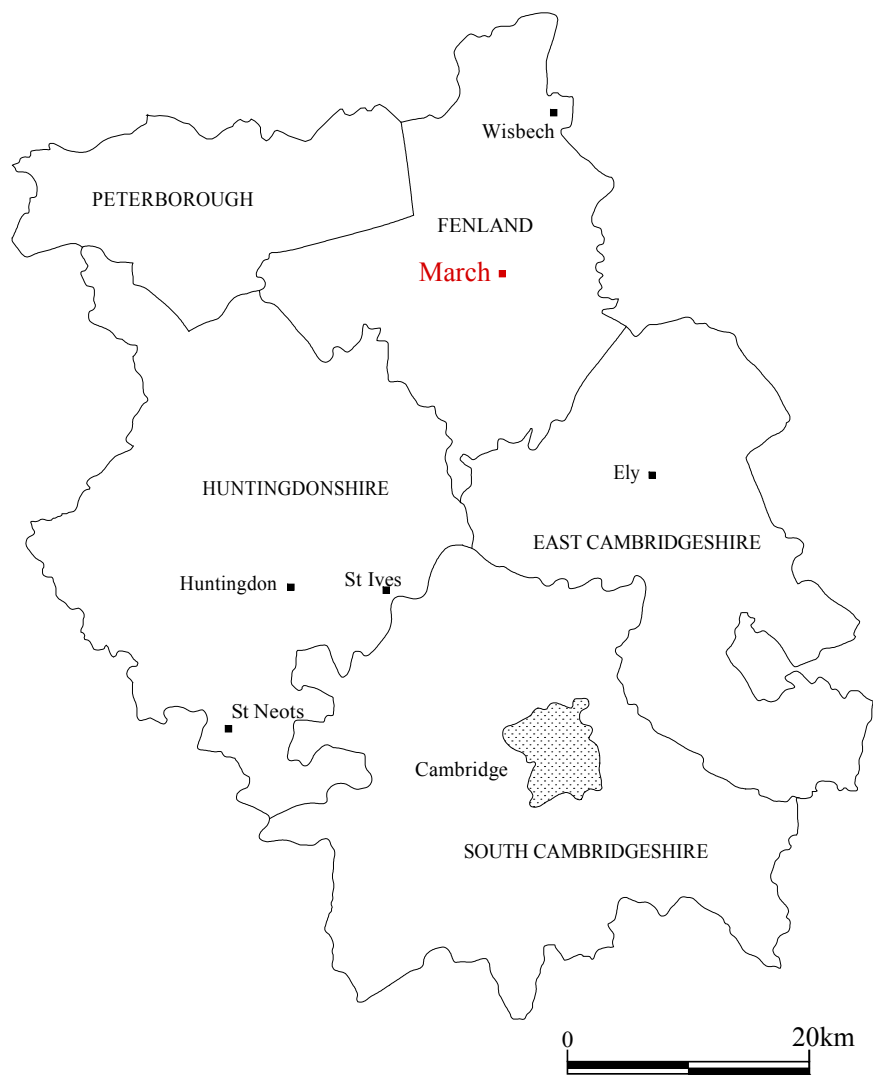 Wisbech
PETERBOROUGH
FENLAND
March
Ely
HUNTINGDONSHIRE
EAST CAMBRIDGESHIRE
Huntingdon
St Ives
St Neots
Cambridge
SOUTH CAMBRIDGESHIRE
0 20km